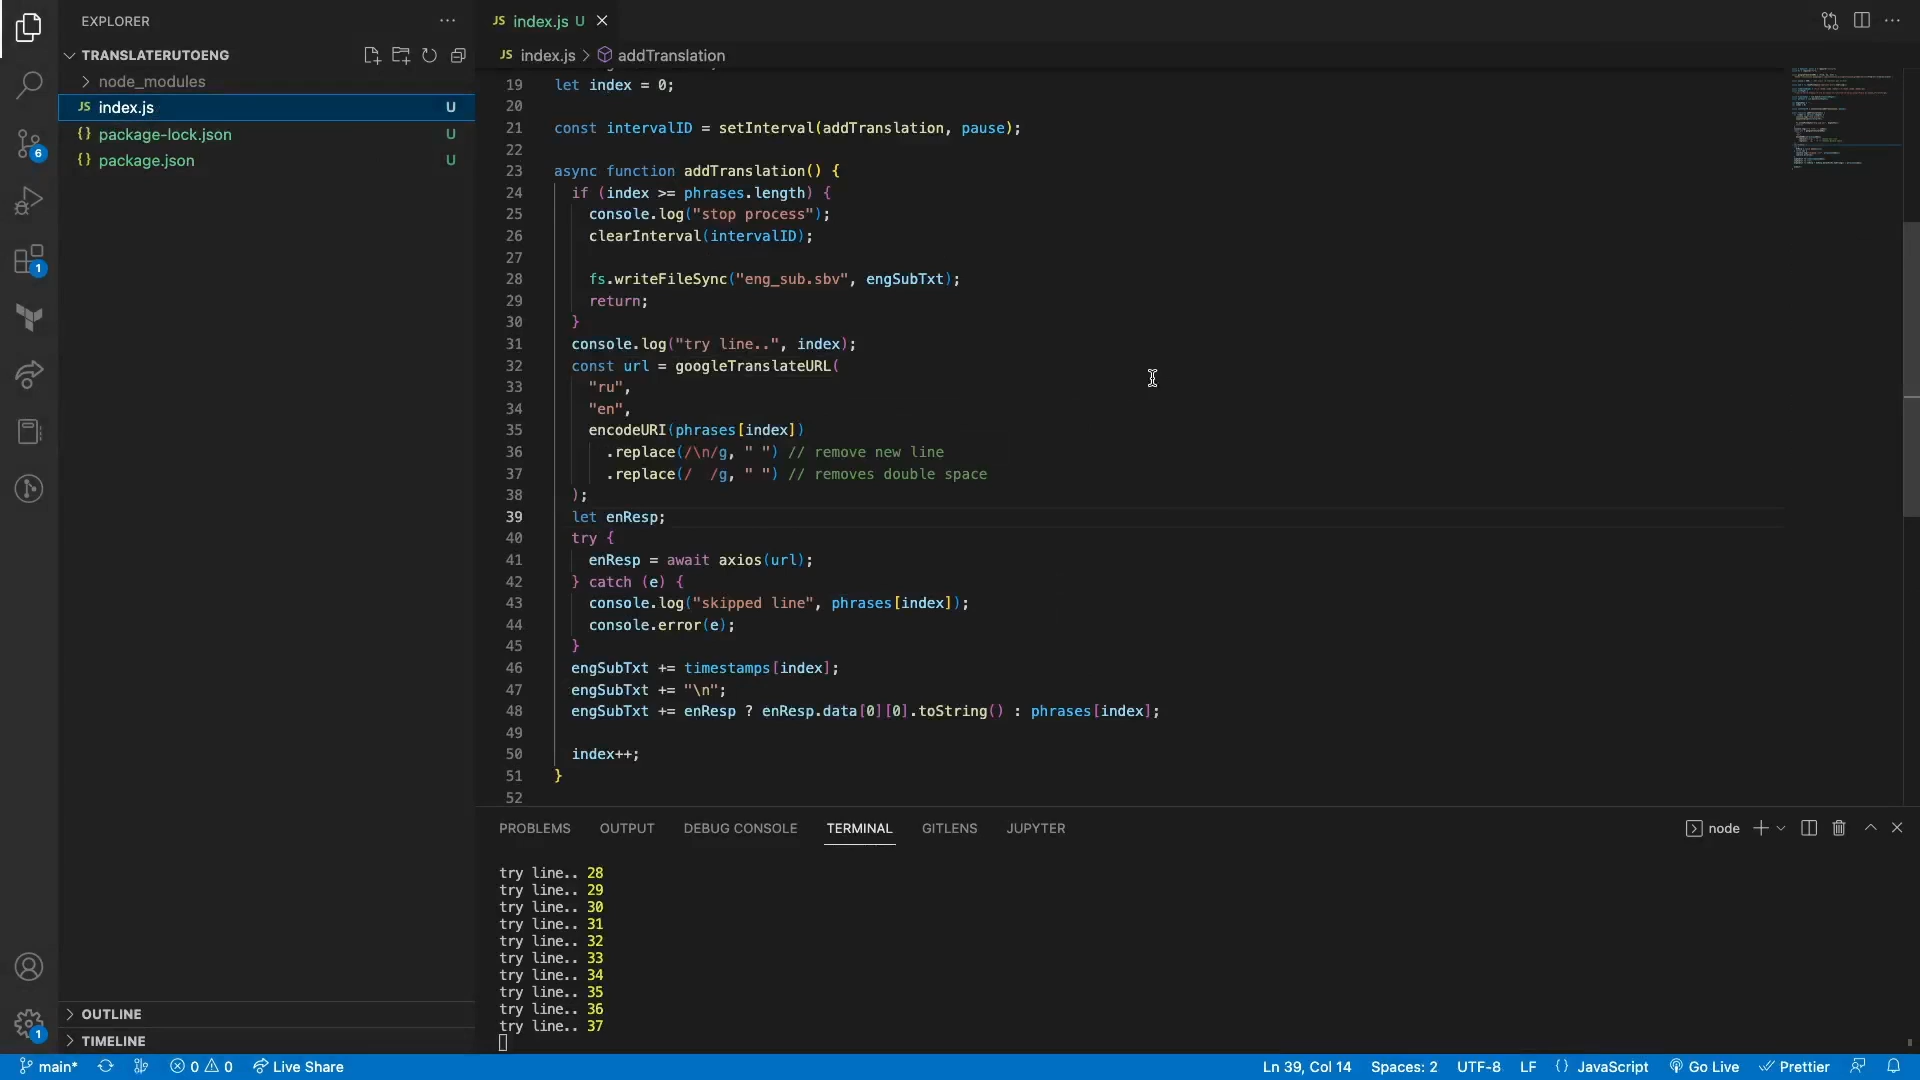 EXPLORER
TRANSLATERUTOENG
node_modules
JS index.js U
{} package-lock.json U
{} package.json U
OUTLINE
TIMELINE
JS index.js U
JS index.js > addTranslation
19 let index = 0;
20
21 const intervalID = setInterval(addTranslation, pause);
22
23 async function addTranslation() {
24 if (index >= phrases.length) {
25 console.log("stop process");
26 clearInterval(intervalID);
27
28 fs.writeFileSync("eng_sub.sbv", engSubTxt);
29 return;
30 }
31 console.log("try line..", index);
32 const url = googleTranslateURL(
33 "ru",
34 "en",
35 encodeURI(phrases[index])
36 .replace(/\n/g, " ") // remove new line
37 .replace(/  /g, " ") // removes double space
38 );
39 let enResp;
40 try {
41 enResp = await axios(url);
42 } catch (e) {
43 console.log("skipped line", phrases[index]);
44 console.error(e);
45 }
46 engSubTxt += timestamps[index];
47 engSubTxt += "\n";
48 engSubTxt += enResp ? enResp.data[0][0].toString() : phrases[index];
49
50 index++;
51 }
52
PROBLEMS OUTPUT DEBUG CONSOLE TERMINAL GITLENS JUPYTER node
try line.. 28
try line.. 29
try line.. 30
try line.. 31
try line.. 32
try line.. 33
try line.. 34
try line.. 35
try line.. 36
try line.. 37
6
1
1
main* 0 0 Live Share Ln 39, Col 14 Spaces: 2 UTF-8 LF {} JavaScript Go Live Prettier